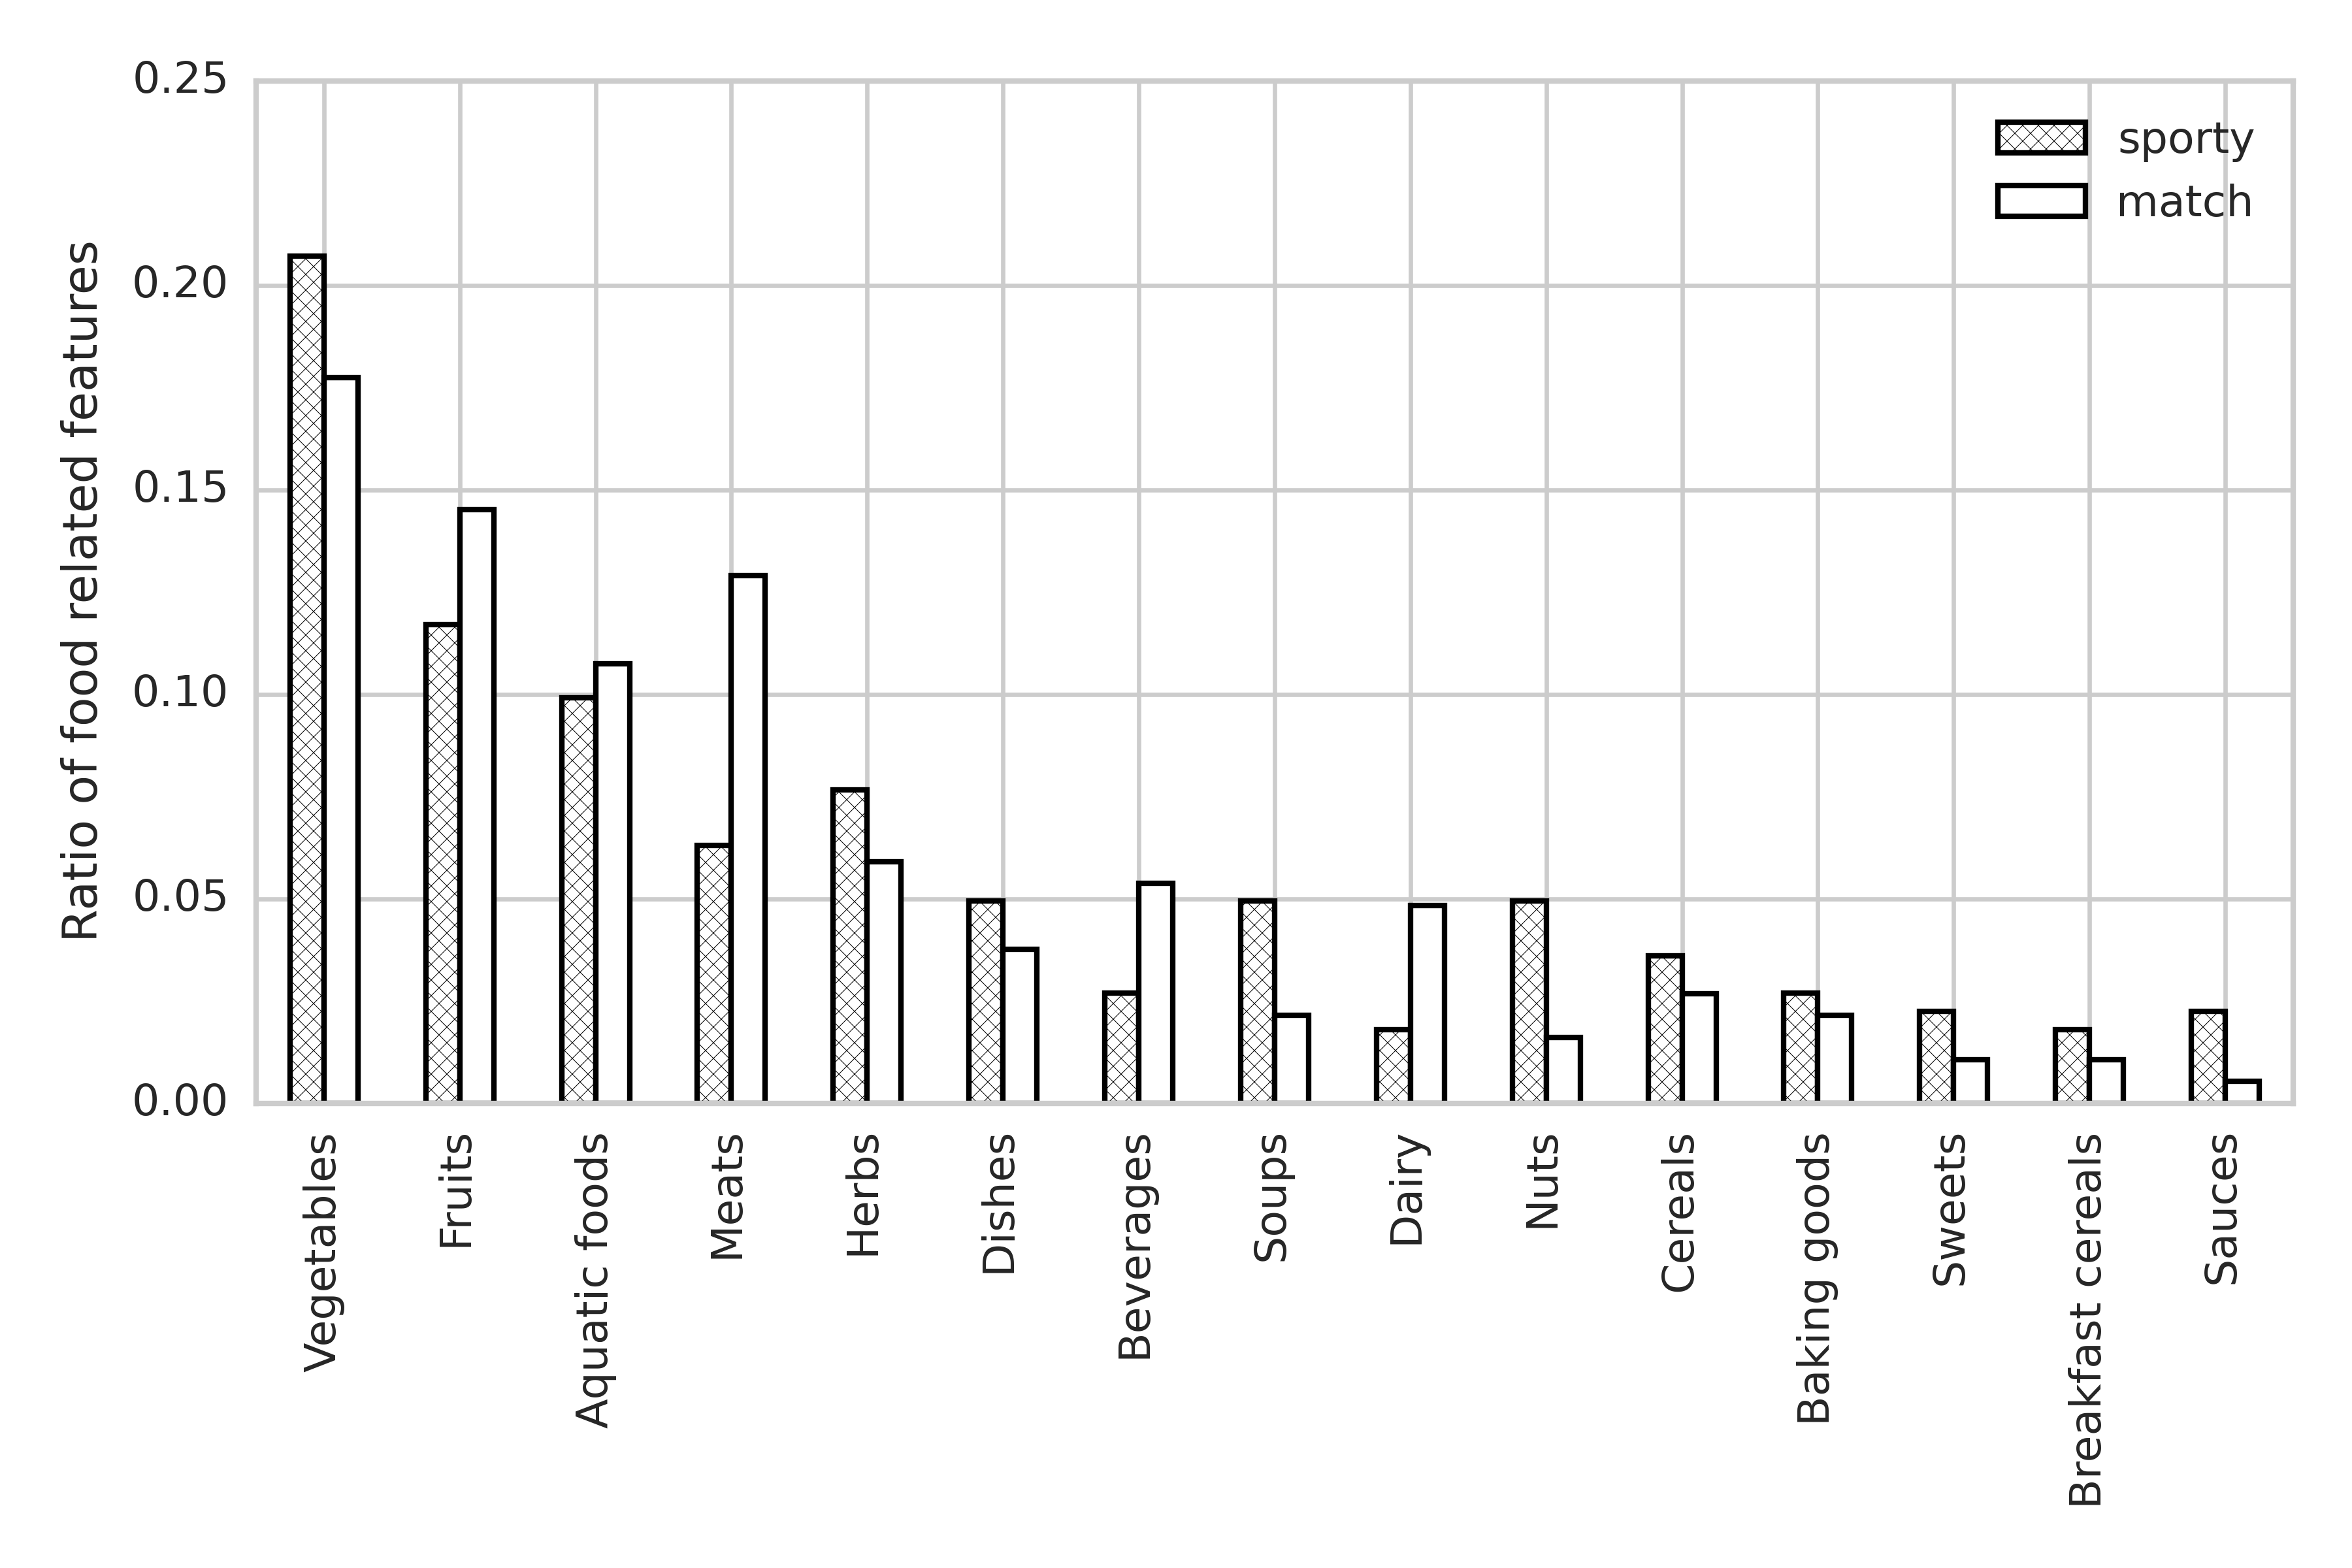 0.25
0.20
0.15
0.10
0.05
0.00
Ratio of food related features
sporty
match
Vegetables
Fruits
Aquatic foods
Meats
Herbs
Dishes
Beverages
Soups
Dairy
Nuts
Cereals
Baking goods
Sweets
Breakfast cereals
Sauces